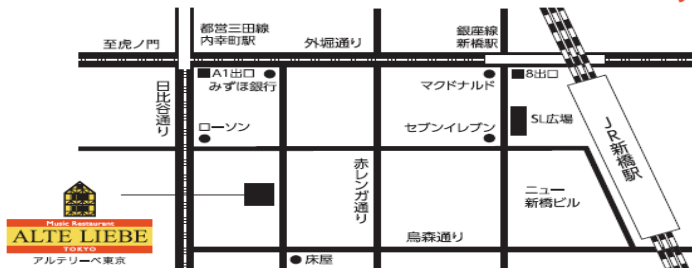 至虎ノ門
都営三田線
内幸町駅
外堀通り
銀座線
新橋駅
A1出口
みずほ銀行
マクドナルド
8出口
日比谷通り
ローソン
セブンイレブン
SL広場
JR新橋駅
赤レンガ通り
ニュー
新橋ビル
Music Restaurant
ALTE LIEBE
TOKYO
アルテリーベ東京
烏森通り
床屋